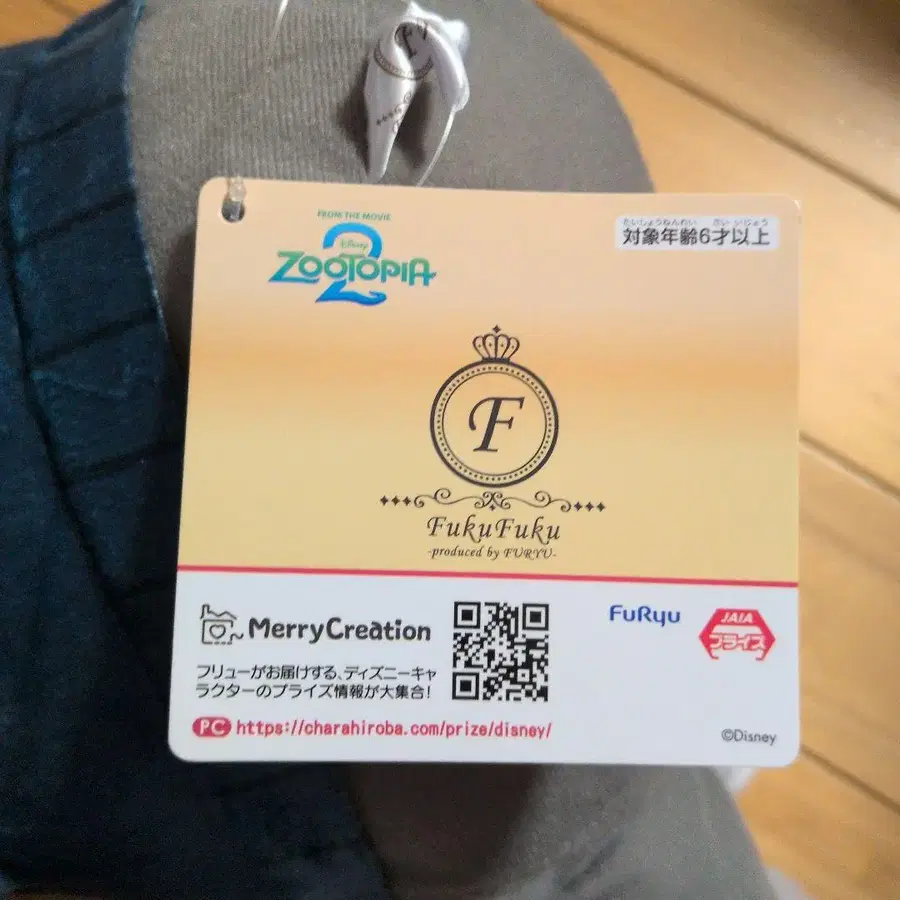 FROM THE MOVIE
Disney
ZOOTOPIA
2
たいしょうねんれい さい いじょう
対象年齢6才以上
F
FukuFuku
-produced by FURYU-
MerryCreation
フリューがお届けする、ディズニーキャ
ラクターのプライズ情報が大集合!
PC https://charahiroba.com/prize/disney/
FuRyu
JAIA
プライズ
©Disney
F